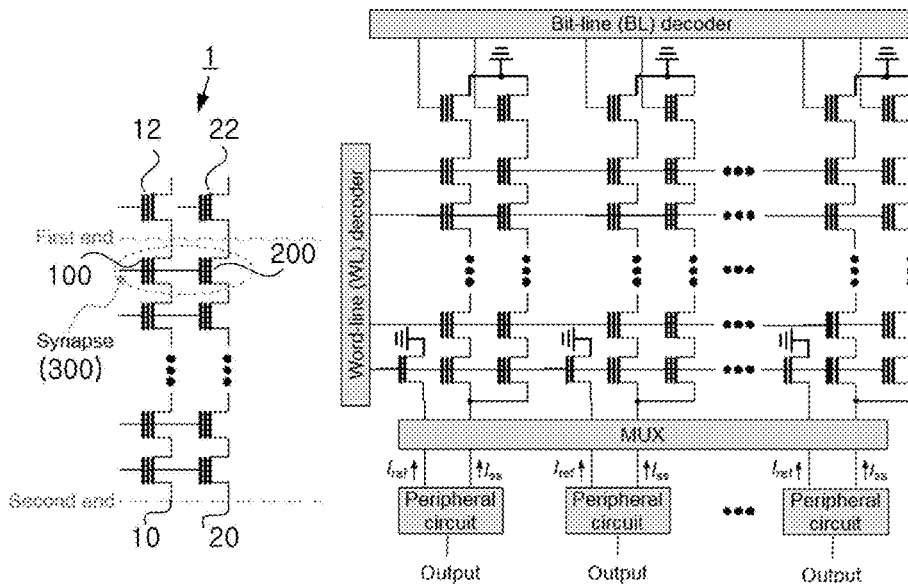 1
12
22
First end
100
200
Synapse
(300)
Second end
10
20
Bit-line (BL) decoder
Word-line (WL) decoder
MUX
Iref Iss Iref Iss Iref Iss
Peripheral circuit
Peripheral circuit
Peripheral circuit
Output
Output
Output